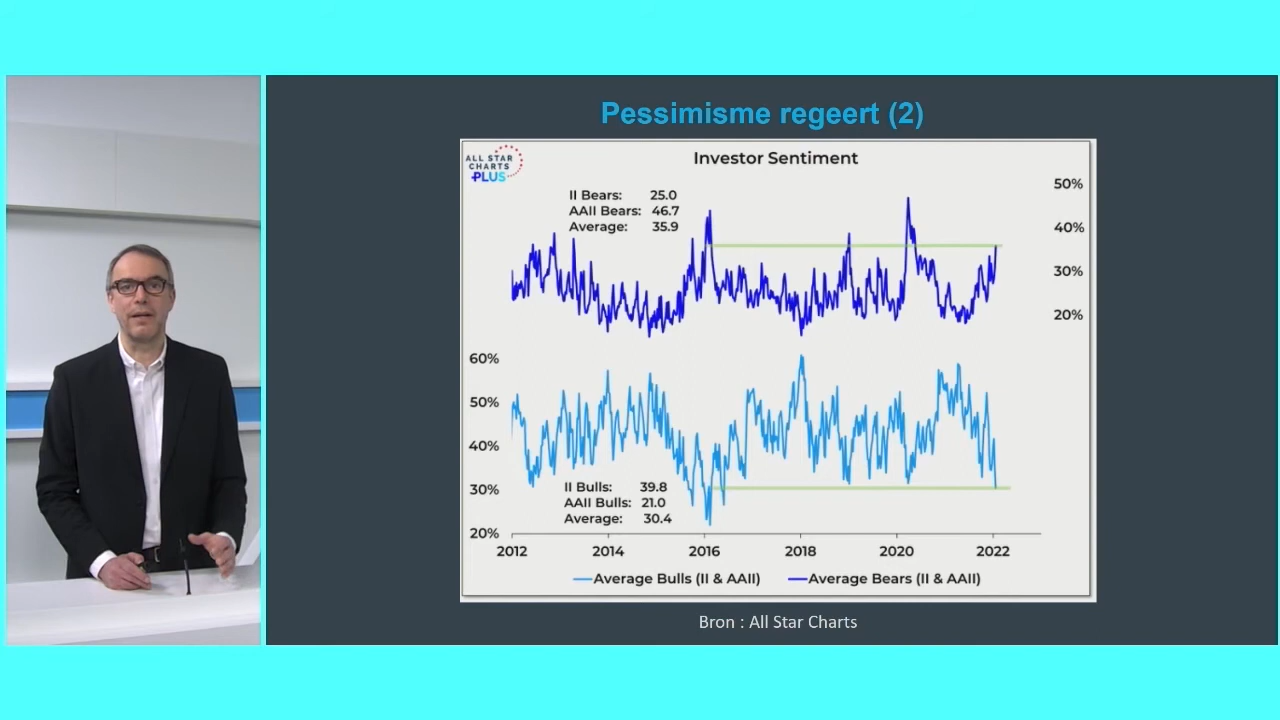 Pessimisme regeert (2)
ALL STAR
CHARTS
PLUS
Investor Sentiment
II Bears: 25.0
AAII Bears: 46.7
Average: 35.9
50%
40%
30%
20%
60%
50%
40%
30%
20%
II Bulls: 39.8
AAII Bulls: 21.0
Average: 30.4
2012 2014 2016 2018 2020 2022
Average Bulls (II & AAII) Average Bears (II & AAII)
Bron : All Star Charts